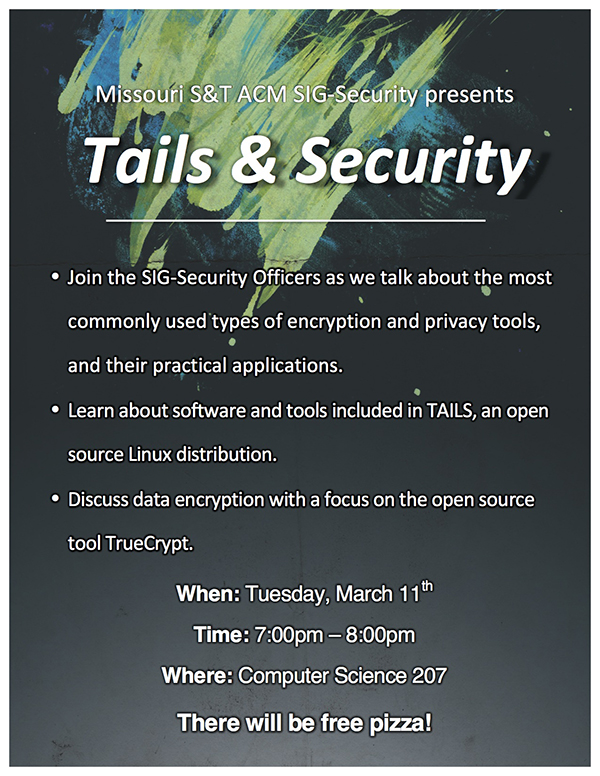 Missouri S&T ACM SIG-Security presents
Tails & Security
• Join the SIG-Security Officers as we talk about the most
commonly used types of encryption and privacy tools,
and their practical applications.
• Learn about software and tools included in TAILS, an open
source Linux distribution.
• Discuss data encryption with a focus on the open source
tool TrueCrypt.
When: Tuesday, March 11th
Time: 7:00pm – 8:00pm
Where: Computer Science 207
There will be free pizza!